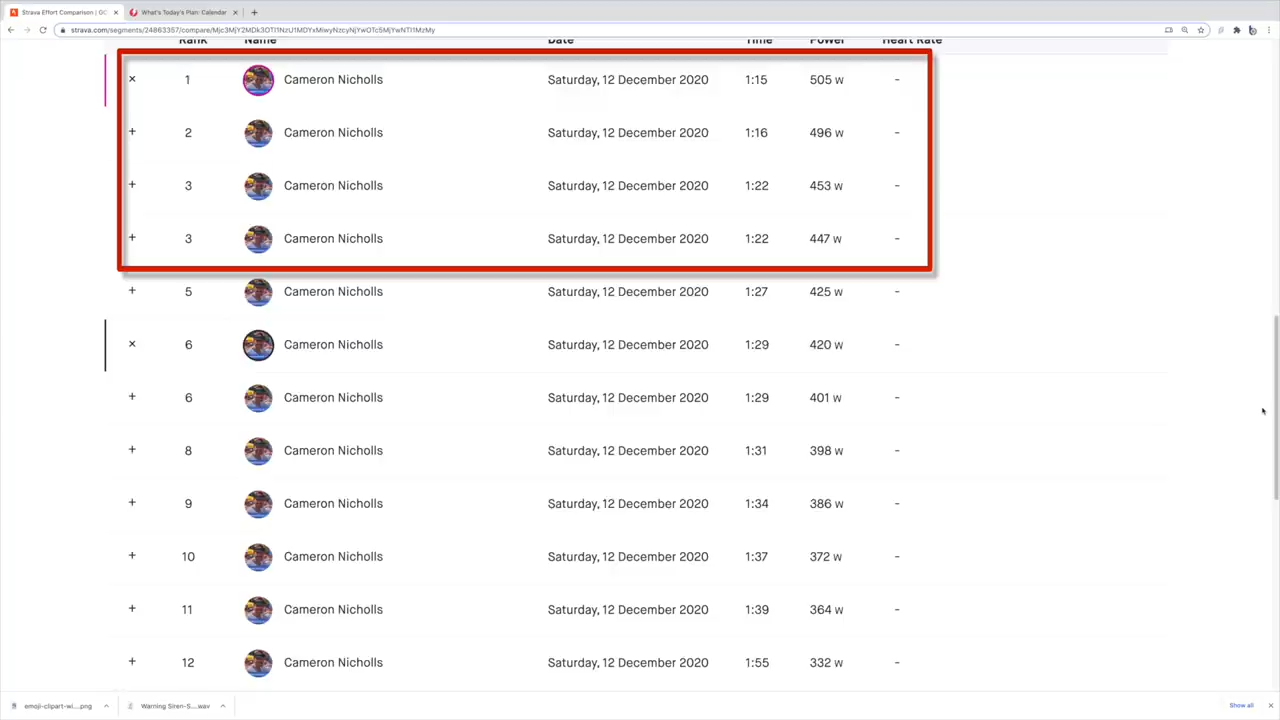 Strava Effort Comparison | GC
What's Today's Plan: Calendar
Rank Name Date Time Power Heart Rate
× 1 Cameron Nicholls Saturday, 12 December 2020 1:15 505 w -
+ 2 Cameron Nicholls Saturday, 12 December 2020 1:16 496 w -
+ 3 Cameron Nicholls Saturday, 12 December 2020 1:22 453 w -
+ 3 Cameron Nicholls Saturday, 12 December 2020 1:22 447 w -
+ 5 Cameron Nicholls Saturday, 12 December 2020 1:27 425 w -
× 6 Cameron Nicholls Saturday, 12 December 2020 1:29 420 w -
+ 6 Cameron Nicholls Saturday, 12 December 2020 1:29 401 w -
+ 8 Cameron Nicholls Saturday, 12 December 2020 1:31 398 w -
+ 9 Cameron Nicholls Saturday, 12 December 2020 1:34 386 w -
+ 10 Cameron Nicholls Saturday, 12 December 2020 1:37 372 w -
+ 11 Cameron Nicholls Saturday, 12 December 2020 1:39 364 w -
+ 12 Cameron Nicholls Saturday, 12 December 2020 1:55 332 w -
emoji-clipart-wi....png Warning Siren-S....wav Show all